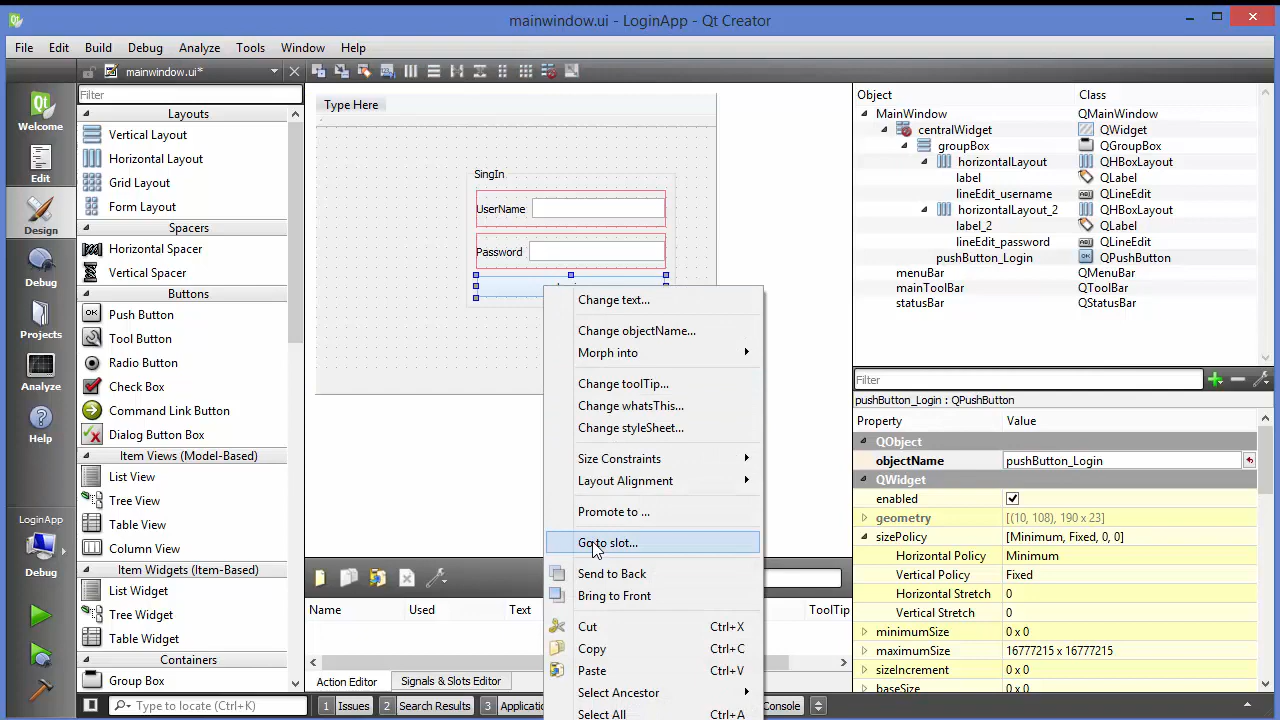 mainwindow.ui - LoginApp - Qt Creator
File Edit Build Debug Analyze Tools Window Help
mainwindow.ui*
Welcome
Edit
Design
Debug
Projects
Analyze
Help
LoginApp
Debug
Filter
Layouts
Vertical Layout
Horizontal Layout
Grid Layout
Form Layout
Spacers
Horizontal Spacer
Vertical Spacer
Buttons
Push Button
Tool Button
Radio Button
Check Box
Command Link Button
Dialog Button Box
Item Views (Model-Based)
List View
Tree View
Table View
Column View
Item Widgets (Item-Based)
List Widget
Tree Widget
Table Widget
Containers
Group Box
Type Here
SingIn
UserName
Password
Change text...
Change objectName...
Morph into
Change toolTip...
Change whatsThis...
Change styleSheet...
Size Constraints
Layout Alignment
Promote to ...
Go to slot...
Send to Back
Bring to Front
Cut Ctrl+X
Copy Ctrl+C
Paste Ctrl+V
Select Ancestor
Select All Ctrl+A
Name Used Text ToolTip
Action Editor Signals & Slots Editor
Object Class
MainWindow QMainWindow
centralWidget QWidget
groupBox QGroupBox
horizontalLayout QHBoxLayout
label QLabel
lineEdit_username QLineEdit
horizontalLayout_2 QHBoxLayout
label_2 QLabel
lineEdit_password QLineEdit
pushButton_Login QPushButton
menuBar QMenuBar
mainToolBar QToolBar
statusBar QStatusBar
Filter
pushButton_Login : QPushButton
Property Value
QObject
objectName pushButton_Login
QWidget
enabled
geometry [(10, 108), 190 x 23]
sizePolicy [Minimum, Fixed, 0, 0]
Horizontal Policy Minimum
Vertical Policy Fixed
Horizontal Stretch 0
Vertical Stretch 0
minimumSize 0 x 0
maximumSize 16777215 x 16777215
sizeIncrement 0 x 0
baseSize 0 x 0
Type to locate (Ctrl+K) 1 Issues 2 Search Results 3 Console